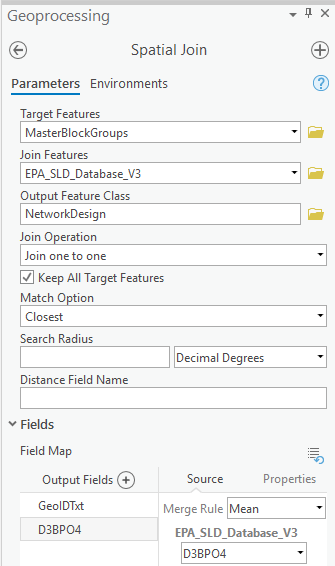 Geoprocessing
Spatial Join
Parameters Environments
Target Features
MasterBlockGroups
Join Features
EPA_SLD_Database_V3
Output Feature Class
NetworkDesign
Join Operation
Join one to one
Keep All Target Features
Match Option
Closest
Search Radius
Decimal Degrees
Distance Field Name
Fields
Field Map
Output Fields Source Properties
GeoIDTxt Merge Rule Mean
D3BPO4 EPA_SLD_Database_V3
D3BPO4